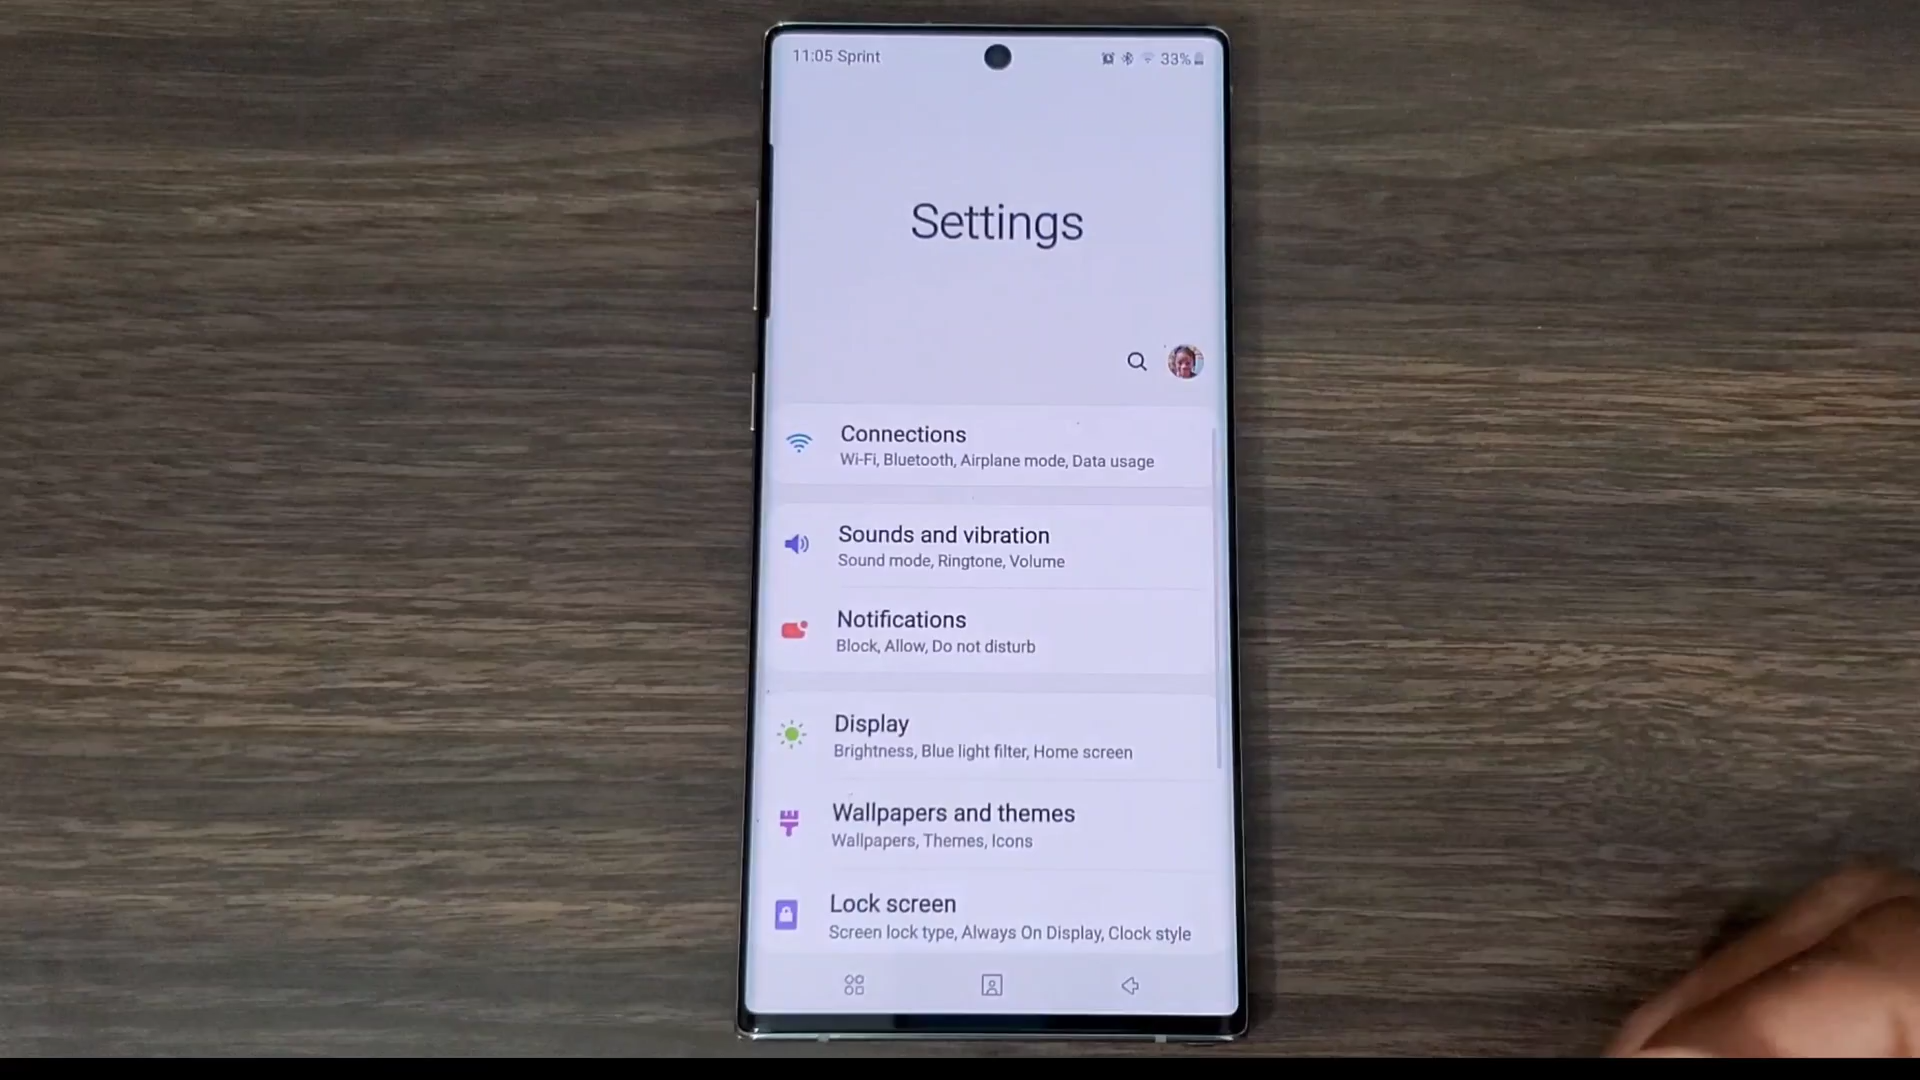 11:05 Sprint
33%
Settings
Connections
Wi-Fi, Bluetooth, Airplane mode, Data usage
Sounds and vibration
Sound mode, Ringtone, Volume
Notifications
Block, Allow, Do not disturb
Display
Brightness, Blue light filter, Home screen
Wallpapers and themes
Wallpapers, Themes, Icons
Lock screen
Screen lock type, Always On Display, Clock style